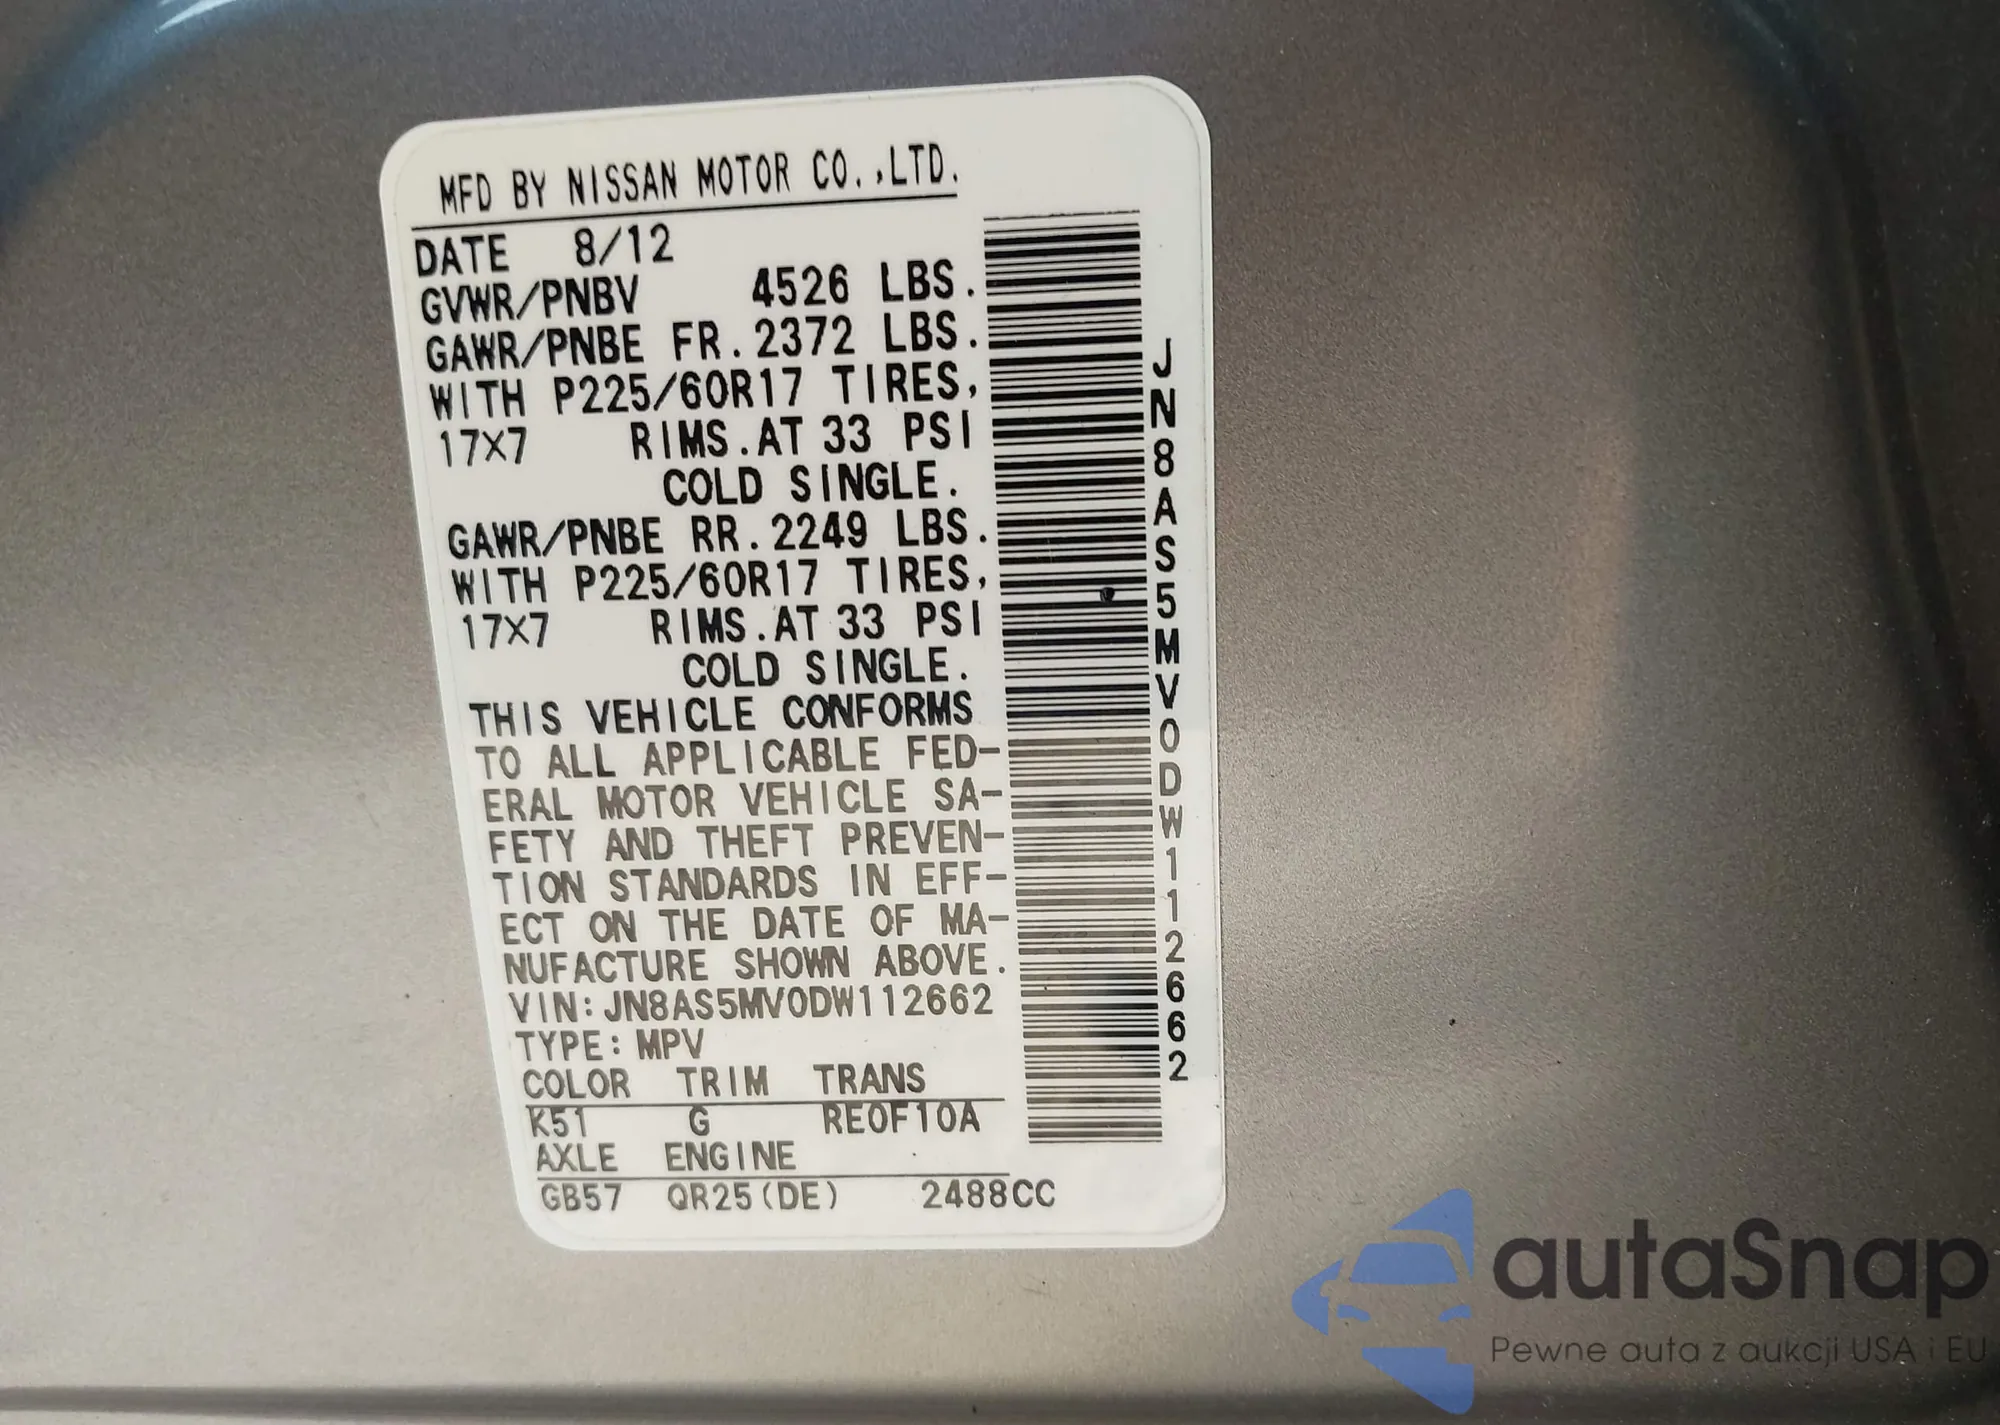 MFD BY NISSAN MOTOR CO.,LTD.
DATE 8/12
GVWR/PNBV 4526 LBS.
GAWR/PNBE FR.2372 LBS.
WITH P225/60R17 TIRES,
17X7 RIMS.AT 33 PSI
COLD SINGLE.
GAWR/PNBE RR.2249 LBS.
WITH P225/60R17 TIRES,
17X7 RIMS.AT 33 PSI
COLD SINGLE.
THIS VEHICLE CONFORMS
TO ALL APPLICABLE FED-
ERAL MOTOR VEHICLE SA-
FETY AND THEFT PREVEN-
TION STANDARDS IN EFF-
ECT ON THE DATE OF MA-
NUFACTURE SHOWN ABOVE.
VIN:JN8AS5MV0DW112662
TYPE:MPV
COLOR TRIM TRANS
K51 G RE0F10A
AXLE ENGINE
GB57 QR25(DE) 2488CC
JN8AS5MV0DW112662
autaSnap
Pewne auta z aukcji USA i EU